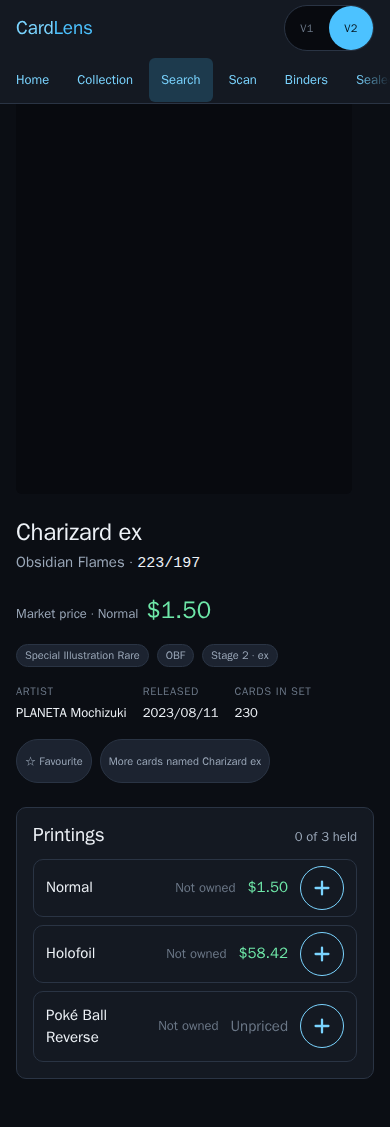 CardLens
V1
V2
Home
Collection
Search
Scan
Binders
Seale
Charizard ex
Obsidian Flames · 223/197
Market price · Normal $1.50
Special Illustration Rare
OBF
Stage 2 · ex
ARTIST
RELEASED
CARDS IN SET
PLANETA Mochizuki
2023/08/11
230
☆ Favourite
More cards named Charizard ex
Printings
0 of 3 held
Normal
Not owned
$1.50
+
Holofoil
Not owned
$58.42
+
Poké Ball
Reverse
Not owned
Unpriced
+